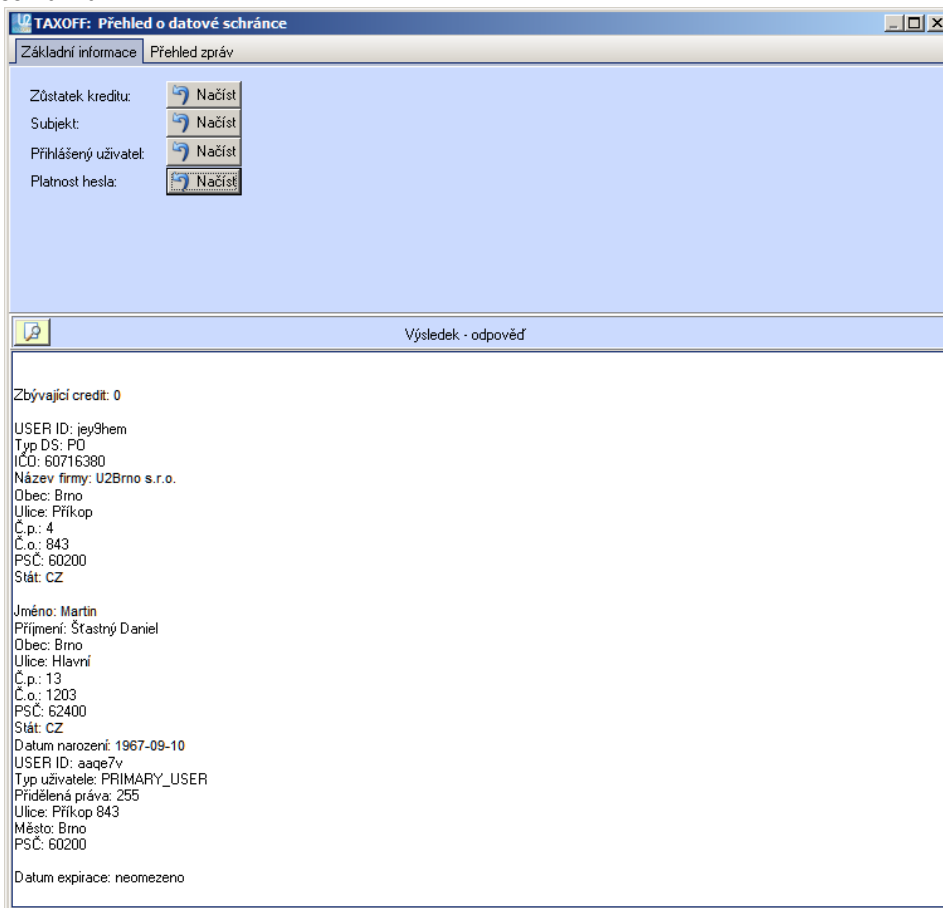 TAXOFF: Přehled o datové schránce
Základní informace Přehled zpráv
Zůstatek kreditu: Načíst
Subjekt: Načíst
Přihlášený uživatel: Načíst
Platnost hesla: Načíst
Výsledek - odpověď
Zbývající credit: 0
USER ID: jey9hem
Typ DS: PO
IČO: 60716380
Název firmy: U2Brno s.r.o.
Obec: Brno
Ulice: Příkop
Č.p.: 4
Č.o.: 843
PSČ: 60200
Stát: CZ
Jméno: Martin
Příjmení: Šťastný Daniel
Obec: Brno
Ulice: Hlavní
Č.p.: 13
Č.o.: 1203
PSČ: 62400
Stát: CZ
Datum narození: 1967-09-10
USER ID: aaqe7v
Typ uživatele: PRIMARY_USER
Přidělená práva: 255
Ulice: Příkop 843
Město: Brno
PSČ: 60200
Datum expirace: neomezeno